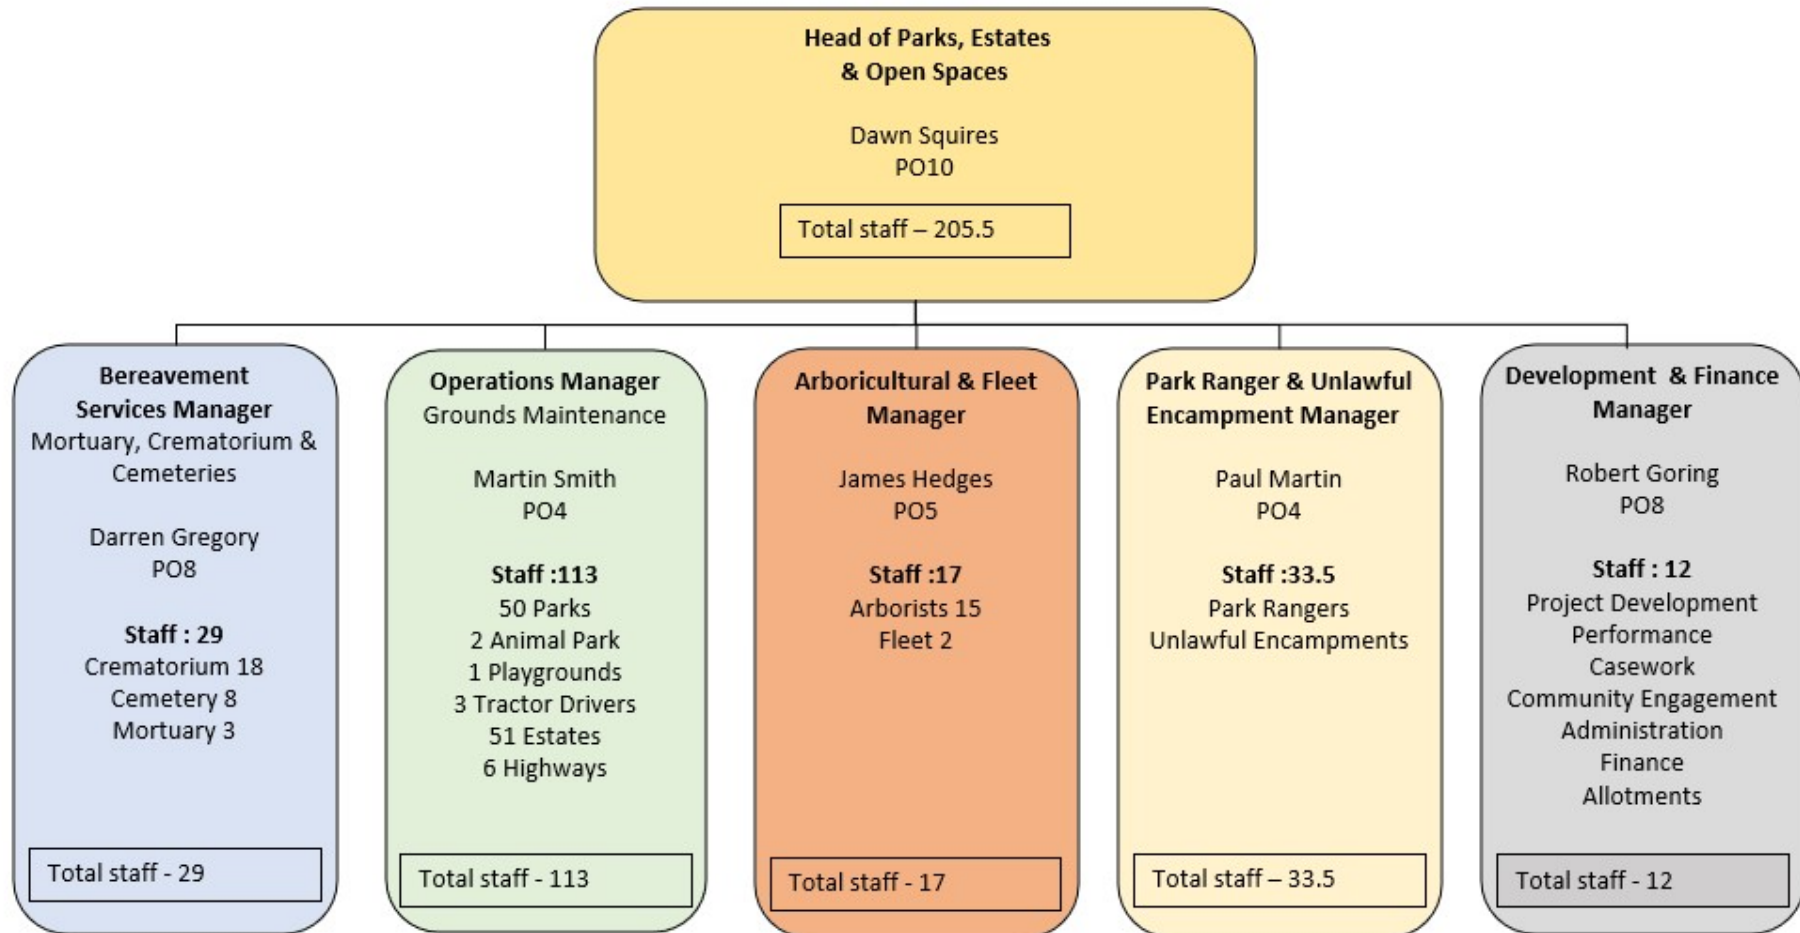 Head of Parks, Estates
& Open Spaces
Dawn Squires
PO10
Total staff – 205.5
Bereavement
Services Manager
Mortuary, Crematorium &
Cemeteries
Darren Gregory
PO8
Staff : 29
Crematorium 18
Cemetery 8
Mortuary 3
Total staff - 29
Operations Manager
Grounds Maintenance
Martin Smith
PO4
Staff :113
50 Parks
2 Animal Park
1 Playgrounds
3 Tractor Drivers
51 Estates
6 Highways
Total staff - 113
Arboricultural & Fleet
Manager
James Hedges
PO5
Staff :17
Arborists 15
Fleet 2
Total staff - 17
Park Ranger & Unlawful
Encampment Manager
Paul Martin
PO4
Staff :33.5
Park Rangers
Unlawful Encampments
Total staff – 33.5
Development & Finance
Manager
Robert Goring
PO8
Staff : 12
Project Development
Performance
Casework
Community Engagement
Administration
Finance
Allotments
Total staff - 12